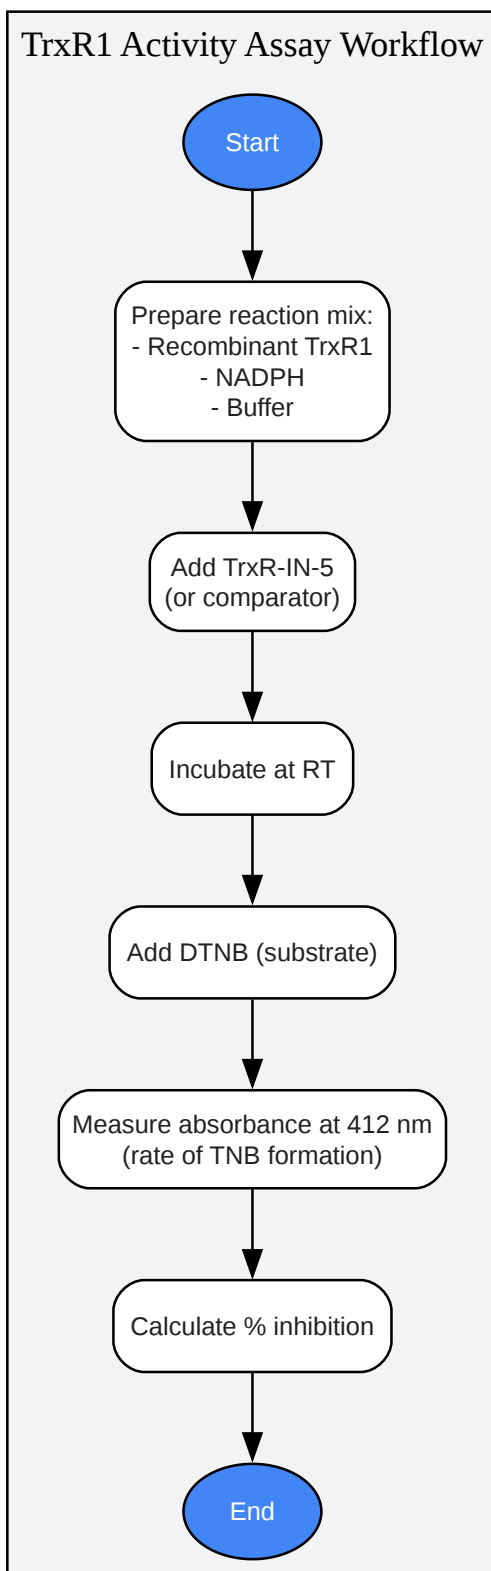 TrxR1 Activity Assay Workflow
Start
Prepare reaction mix:
- Recombinant TrxR1
- NADPH
- Buffer
Add TrxR-IN-5
(or comparator)
Incubate at RT
Add DTNB (substrate)
Measure absorbance at 412 nm
(rate of TNB formation)
Calculate % inhibition
End